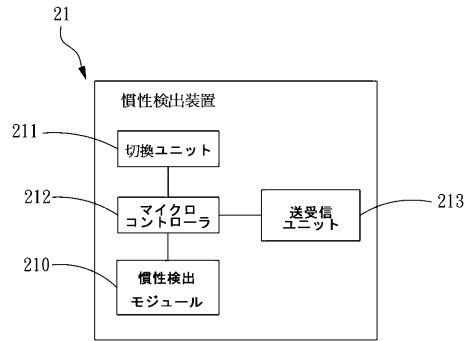 21
慣性検出装置
211
切換ユニット
212
マイクロ
コントローラ
送受信
ユニット
213
210
慣性検出
モジュール